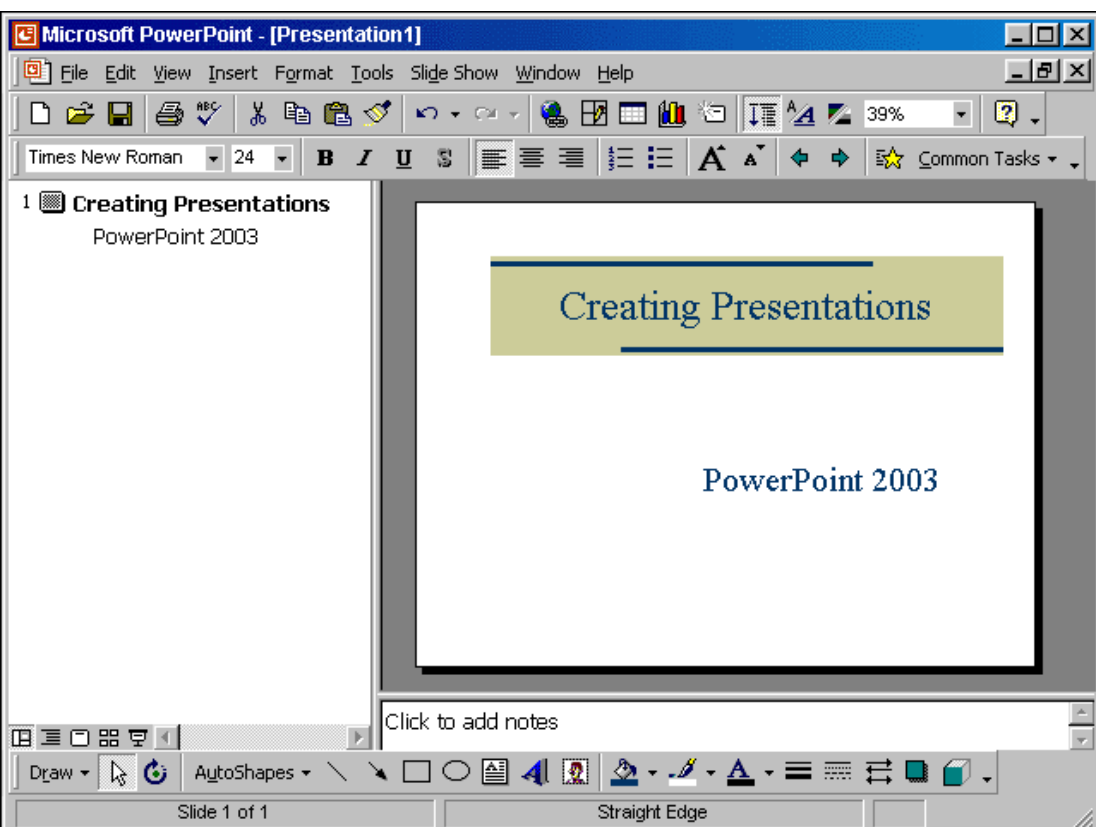 Microsoft PowerPoint - [Presentation1]
File Edit View Insert Format Tools Slide Show Window Help
ABC 39%
Times New Roman 24 B I U S A A Common Tasks
1 Creating Presentations
PowerPoint 2003
Creating Presentations
PowerPoint 2003
Click to add notes
Draw AutoShapes A A
Slide 1 of 1 Straight Edge